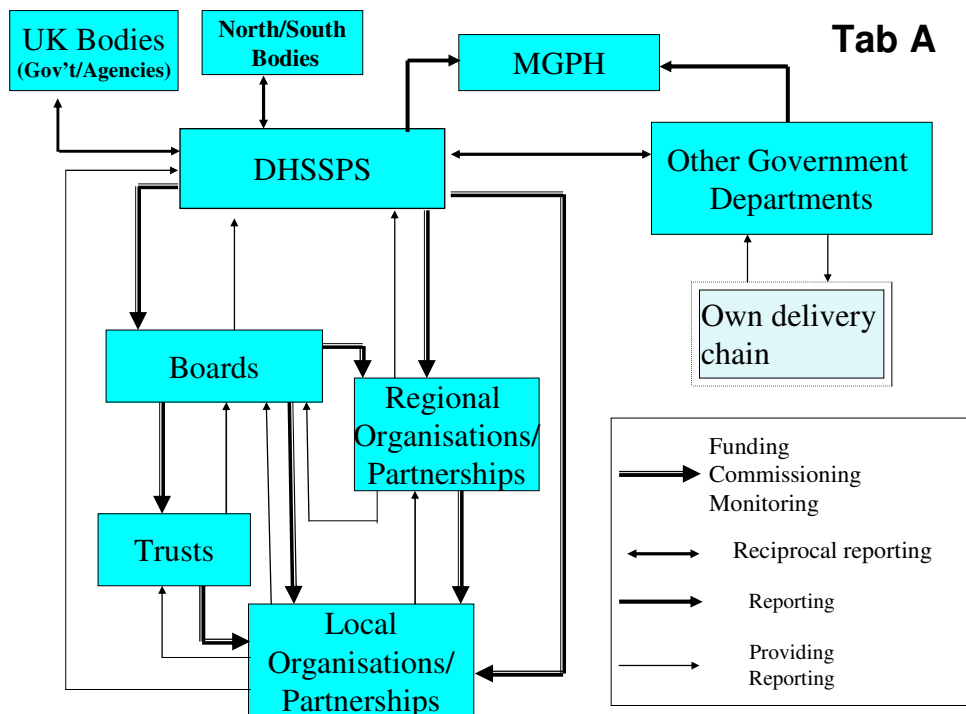 UK Bodies
(Gov't/Agencies)
North/South
Bodies
MGPH
Tab A
DHSSPS
Other Government
Departments
Own delivery
chain
Boards
Regional
Organisations/
Partnerships
Trusts
Local
Organisations/
Partnerships
Funding
Commissioning
Monitoring
Reciprocal reporting
Reporting
Providing
Reporting